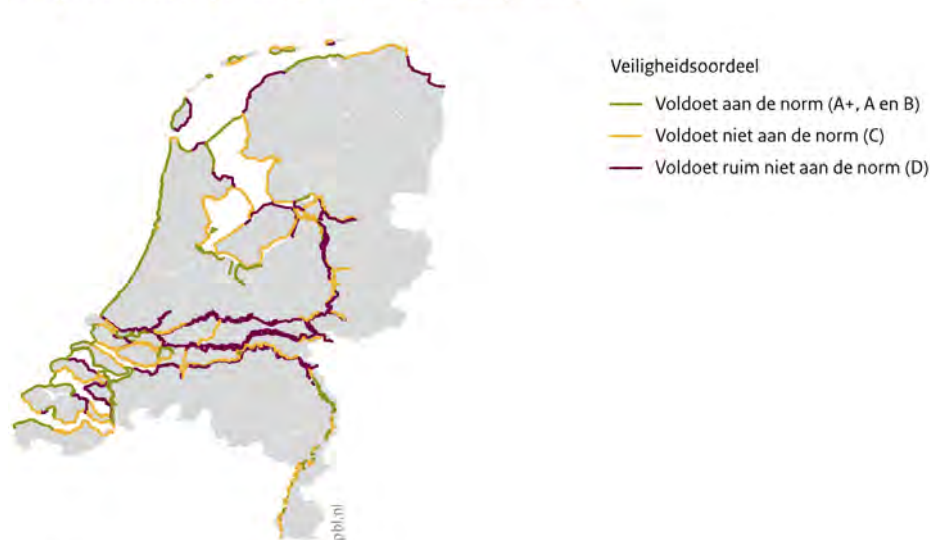 Veiligheidsoordeel
Voldoet aan de norm (A+, A en B)
Voldoet niet aan de norm (C)
Voldoet ruim niet aan de norm (D)
pbl.nl